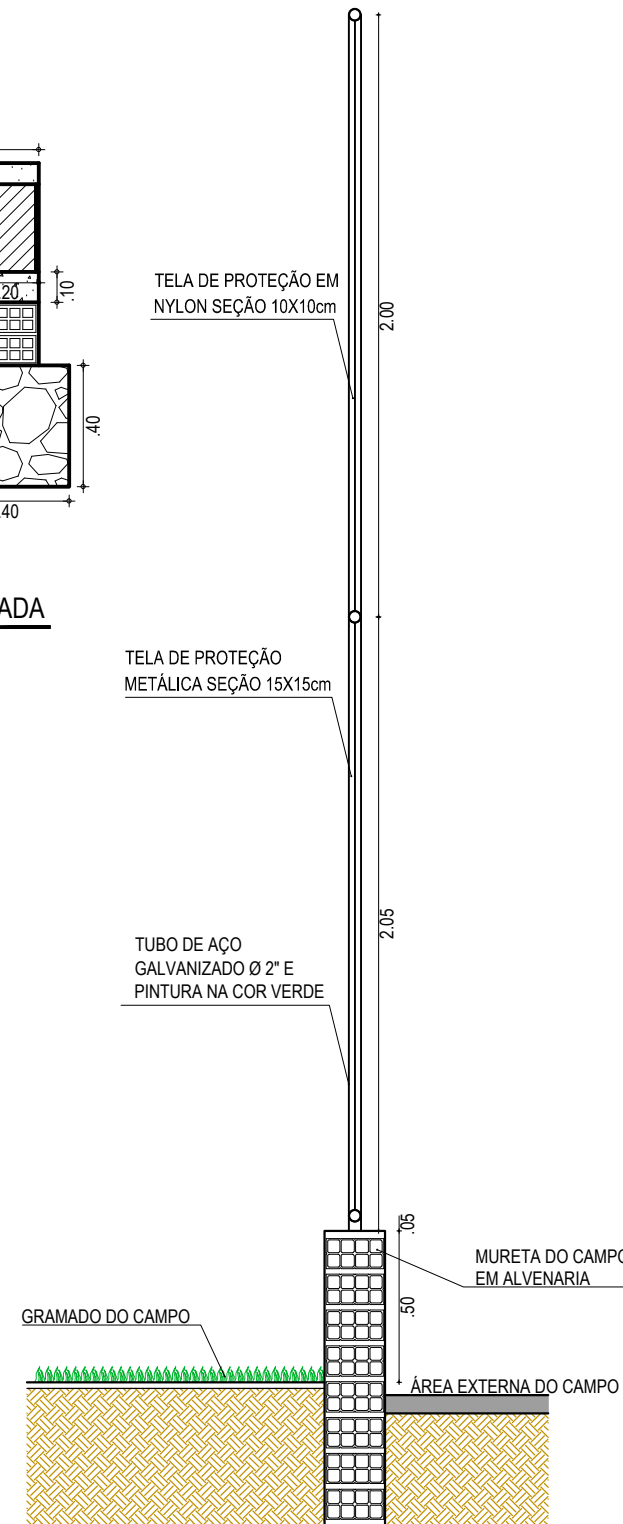 .20
.10
.40
.40
ADA
TELA DE PROTEÇÃO EM
NYLON SEÇÃO 10X10cm
2.00
TELA DE PROTEÇÃO
METÁLICA SEÇÃO 15X15cm
2.05
TUBO DE AÇO
GALVANIZADO Ø 2" E
PINTURA NA COR VERDE
.05
MURETA DO CAMPO
EM ALVENARIA
.50
GRAMADO DO CAMPO
ÁREA EXTERNA DO CAMPO